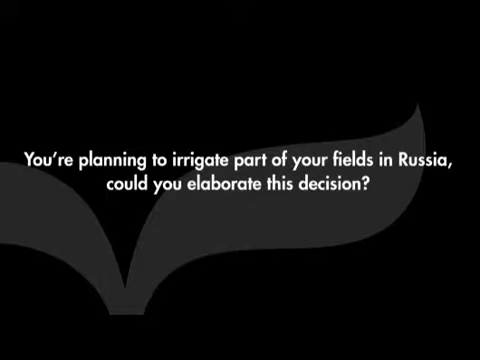 You're planning to irrigate part of your fields in Russia,
could you elaborate this decision?